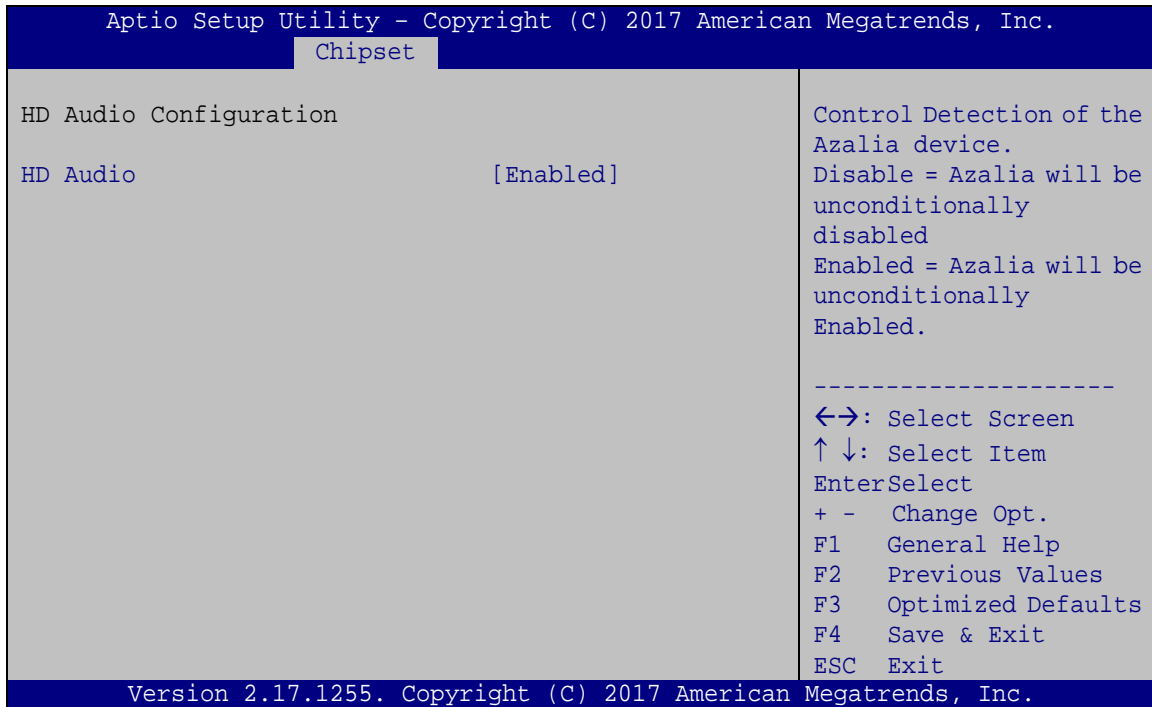 Aptio Setup Utility – Copyright (C) 2017 American Megatrends, Inc.
Chipset
HD Audio Configuration
HD Audio [Enabled]
Control Detection of the
Azalia device.
Disable = Azalia will be
unconditionally
disabled
Enabled = Azalia will be
unconditionally
Enabled.
---------------------
←→: Select Screen
↑ ↓: Select Item
EnterSelect
+ - Change Opt.
F1 General Help
F2 Previous Values
F3 Optimized Defaults
F4 Save & Exit
ESC Exit
Version 2.17.1255. Copyright (C) 2017 American Megatrends, Inc.